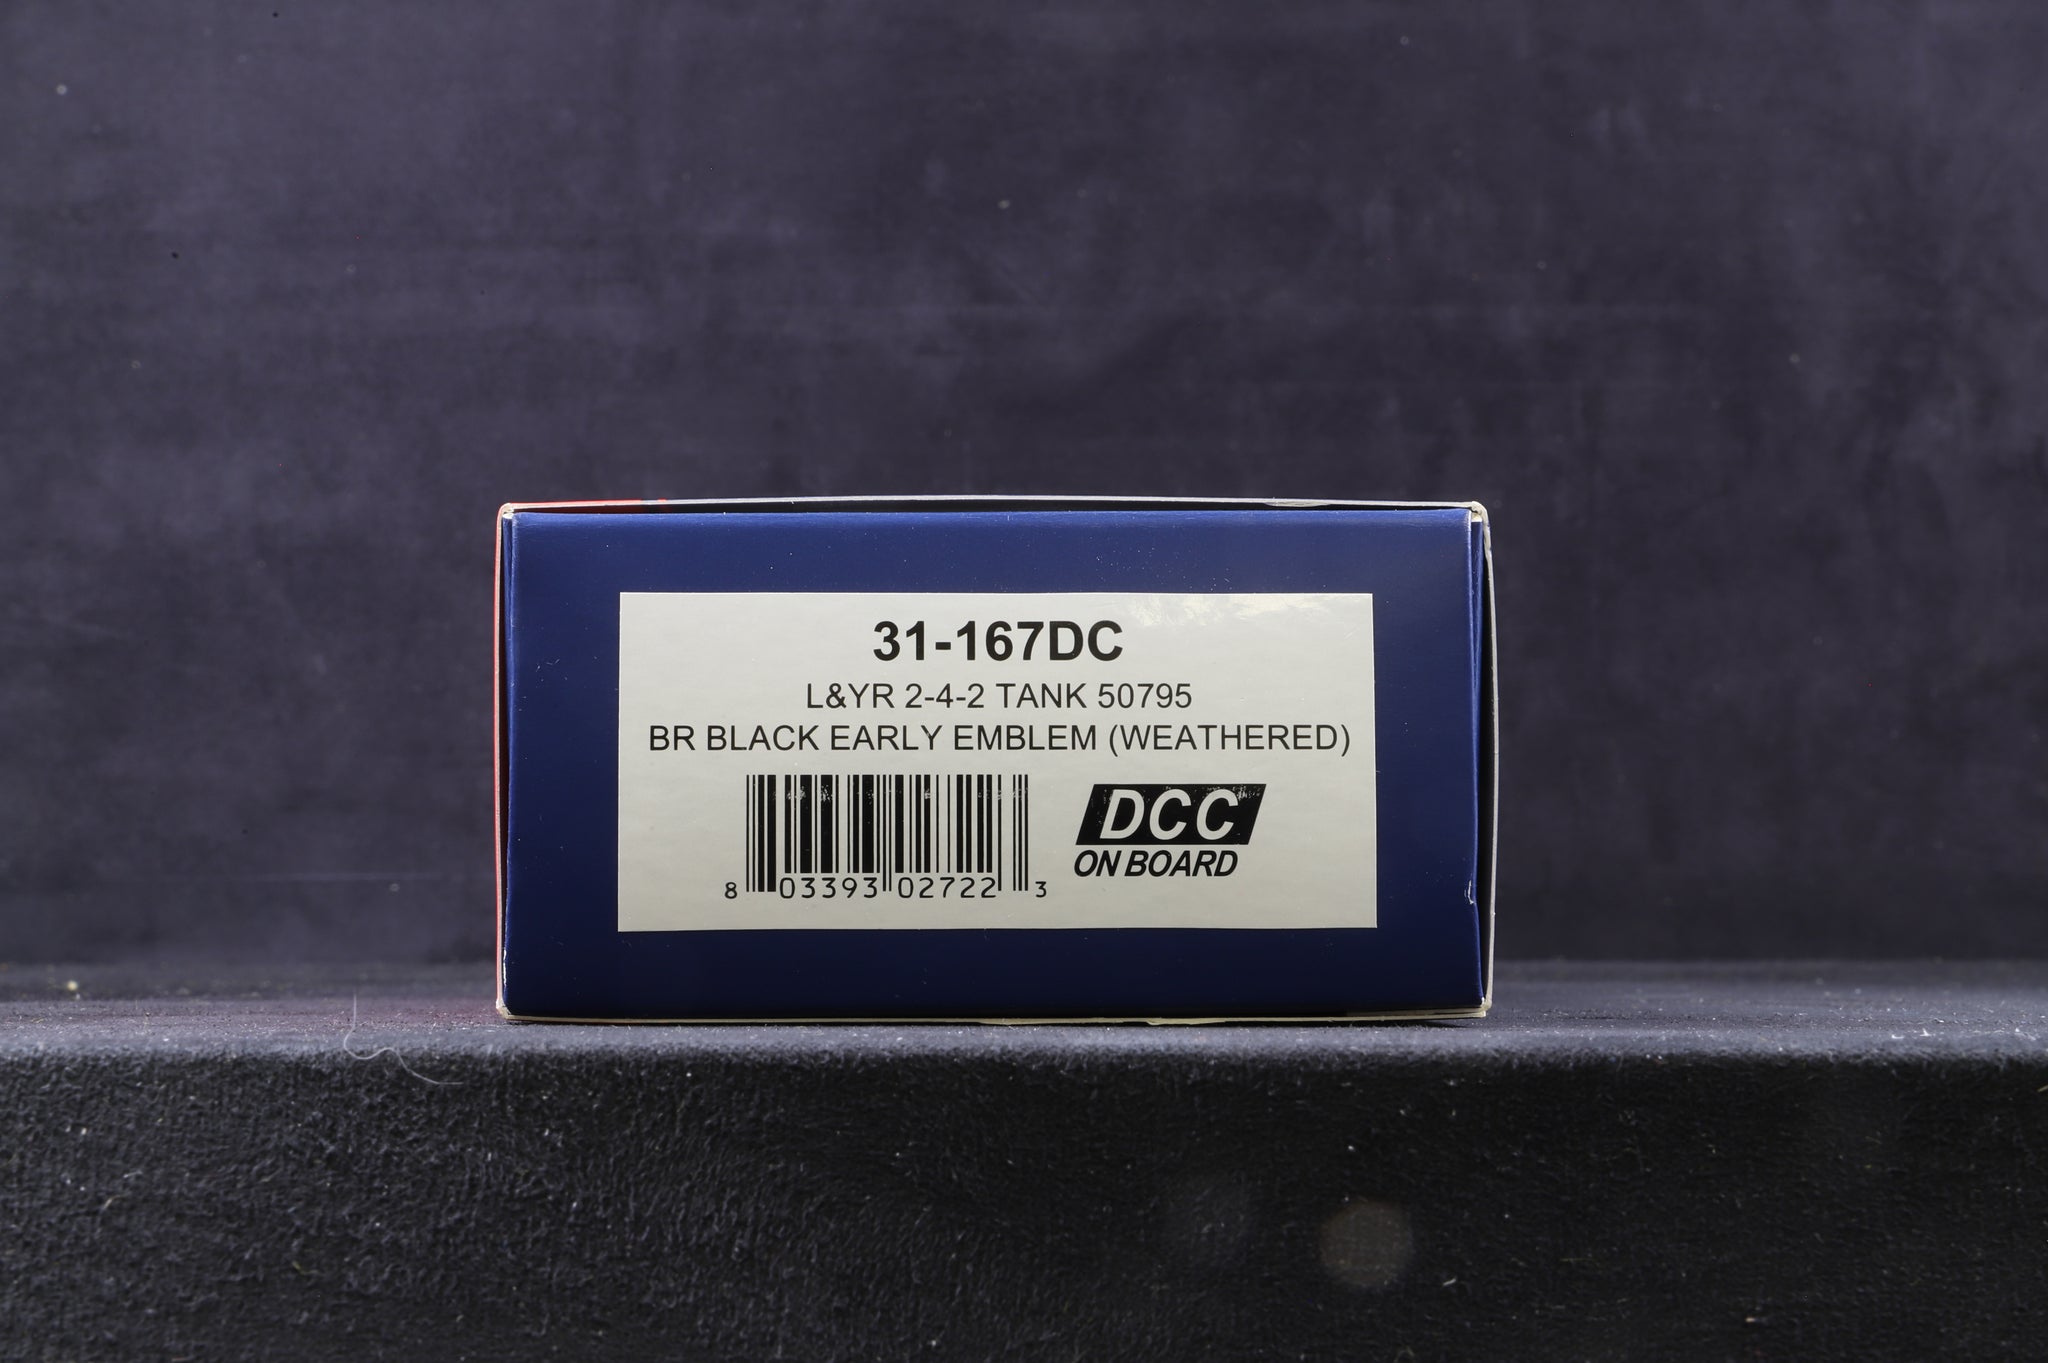 31-167DC
L&YR 2-4-2 TANK 50795
BR BLACK EARLY EMBLEM (WEATHERED)
DCC
ON BOARD
8 03393 02722 3